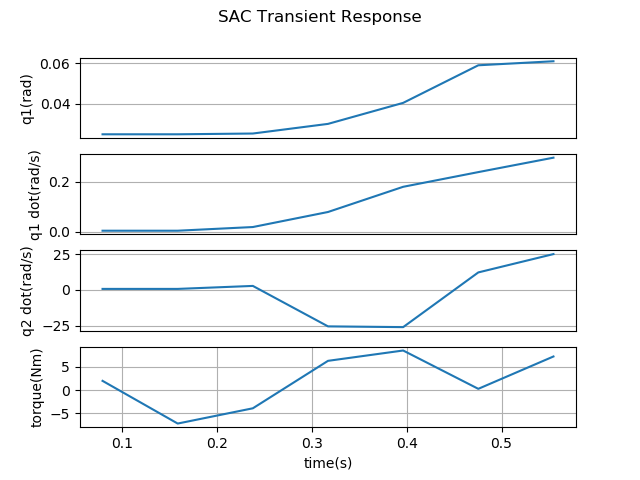 SAC Transient Response
0.06
0.04
q1(rad)
0.2
0.0
q1 dot(rad/s)
25
0
−25
q2 dot(rad/s)
5
0
−5
torque(Nm)
0.1 0.2 0.3 0.4 0.5
time(s)